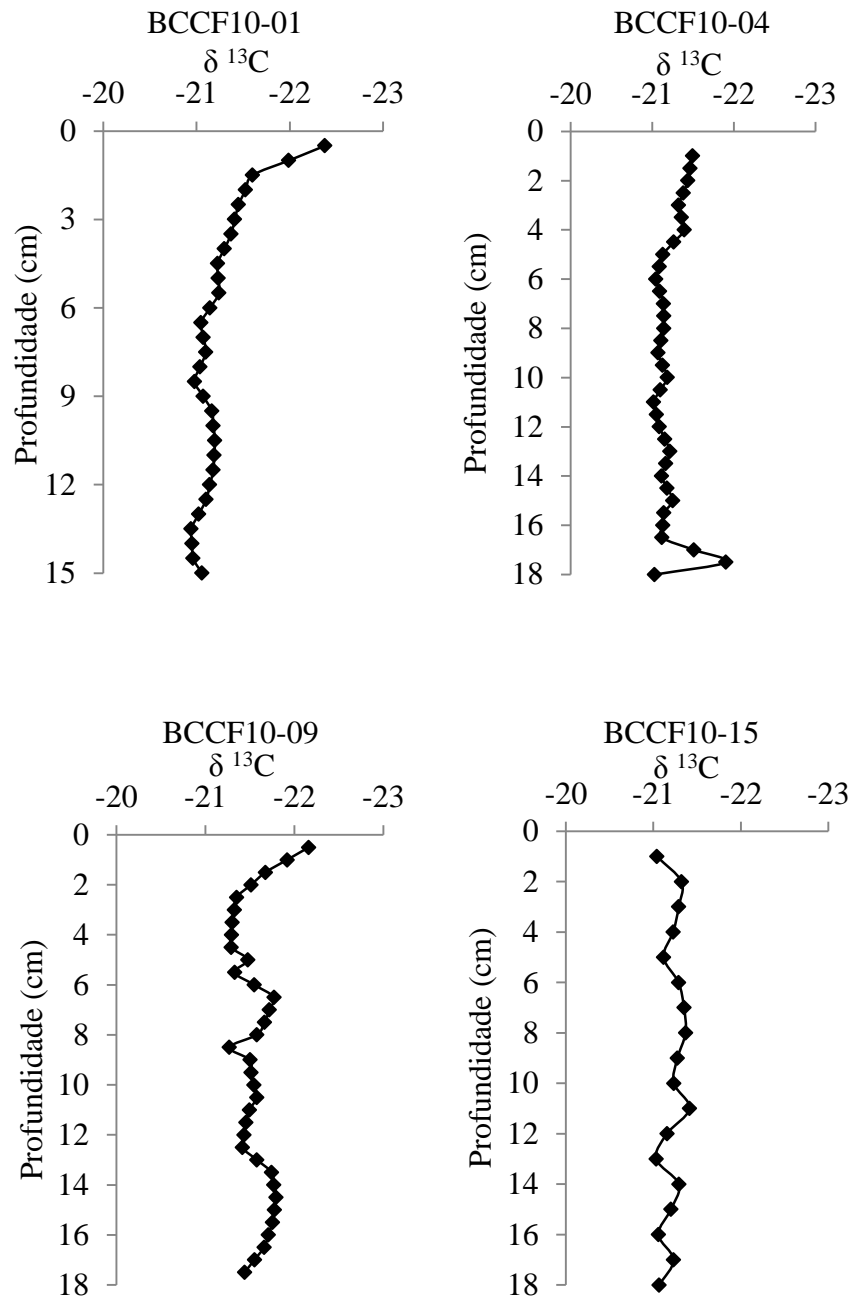 BCCF10-01
δ ¹³C
-20 -21 -22 -23
0
3
6
9
12
15
Profundidade (cm)
BCCF10-04
δ ¹³C
-20 -21 -22 -23
0
2
4
6
8
10
12
14
16
18
Profundidade (cm)
BCCF10-09
δ ¹³C
-20 -21 -22 -23
0
2
4
6
8
10
12
14
16
18
Profundidade (cm)
BCCF10-15
δ ¹³C
-20 -21 -22 -23
0
2
4
6
8
10
12
14
16
18
Profundidade (cm)